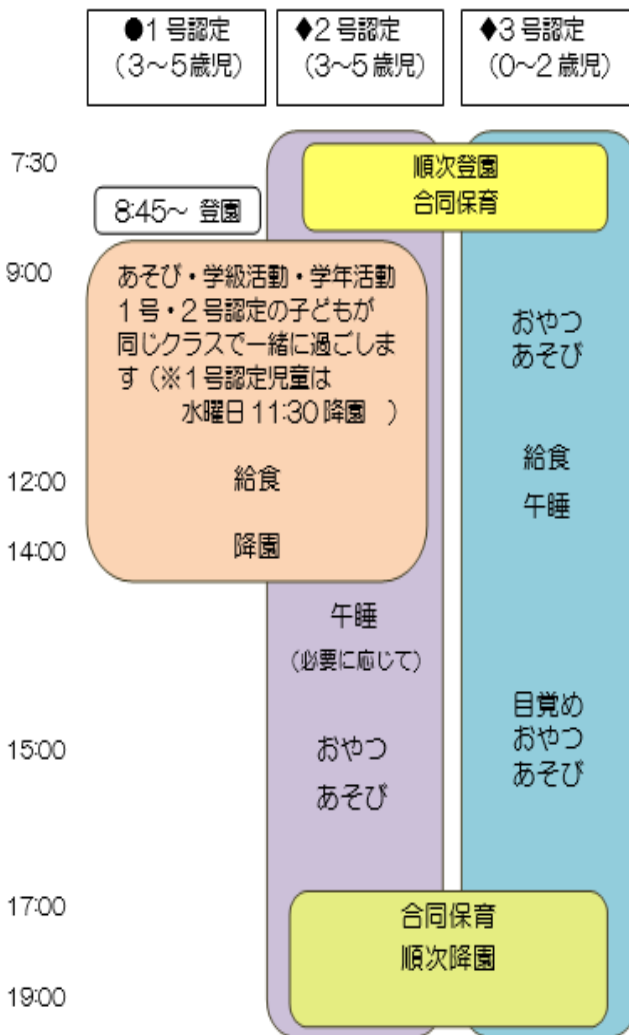 ●1号認定
(3~5歳児)
◆2号認定
(3~5歳児)
◆3号認定
(0~2歳児)
7:30
順次登園
合同保育
8:45~ 登園
9:00
あそび・学級活動・学年活動
1号・2号認定の子どもが
同じクラスで一緒に過ごしま
す(※1号認定児童は
水曜日11:30降園 )
おやつ
あそび
12:00
給食
給食
午睡
14:00
降園
午睡
(必要に応じて)
15:00
おやつ
あそび
目覚め
おやつ
あそび
17:00
合同保育
順次降園
19:00